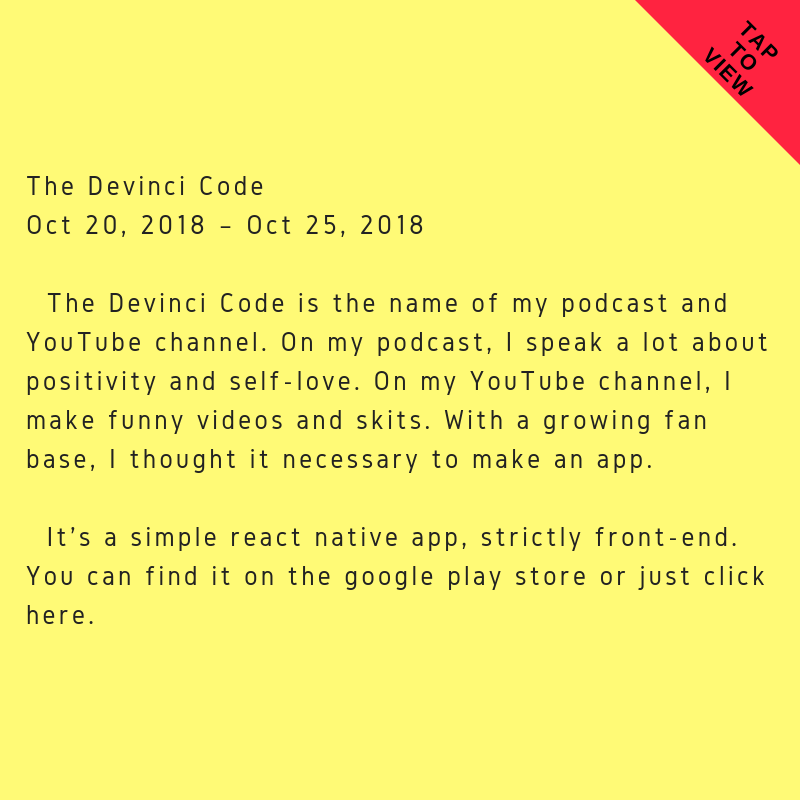 TAP
TO
VIEW
The Devinci Code
Oct 20, 2018 – Oct 25, 2018
The Devinci Code is the name of my podcast and
YouTube channel. On my podcast, I speak a lot about
positivity and self-love. On my YouTube channel, I
make funny videos and skits. With a growing fan
base, I thought it necessary to make an app.
It’s a simple react native app, strictly front-end.
You can find it on the google play store or just click
here.